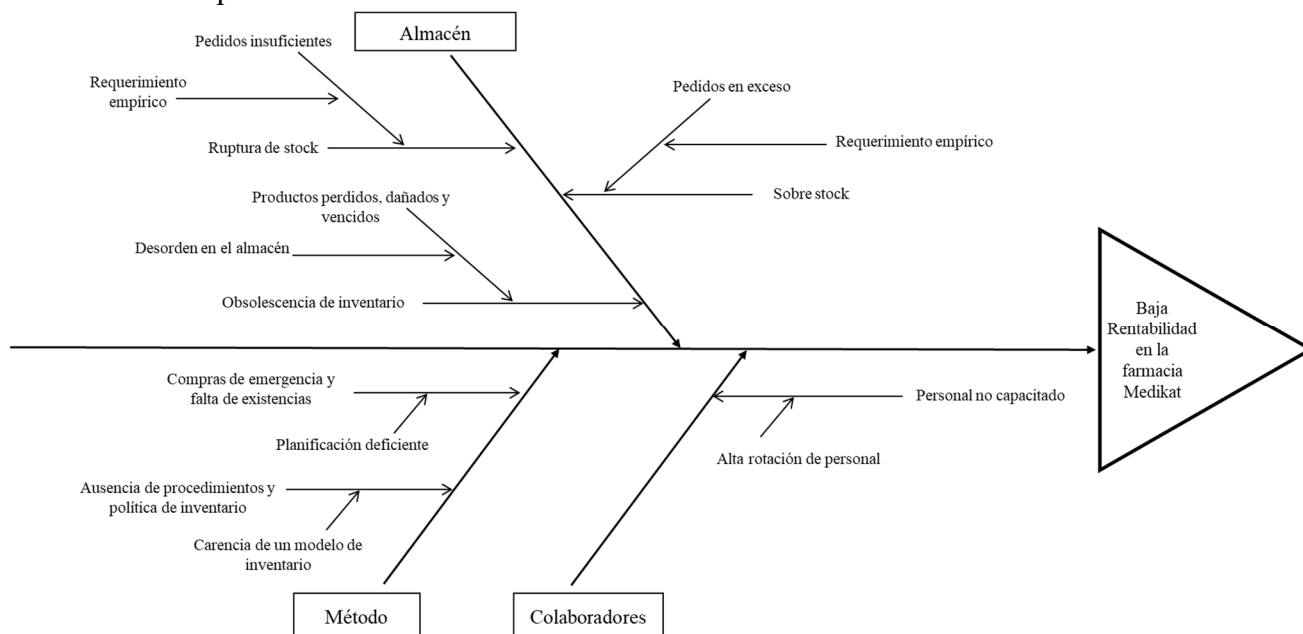 Almacén
Pedidos insuficientes
Requerimiento
empírico
Ruptura de stock
Pedidos en exceso
Requerimiento empírico
Sobre stock
Productos perdidos, dañados y
vencidos
Desorden en el almacén
Obsolescencia de inventario
Baja
Rentabilidad
en la
farmacia
Medikat
Compras de emergencia y
falta de existencias
Planificación deficiente
Personal no capacitado
Alta rotación de personal
Ausencia de procedimientos y
política de inventario
Carencia de un modelo de
inventario
Método
Colaboradores